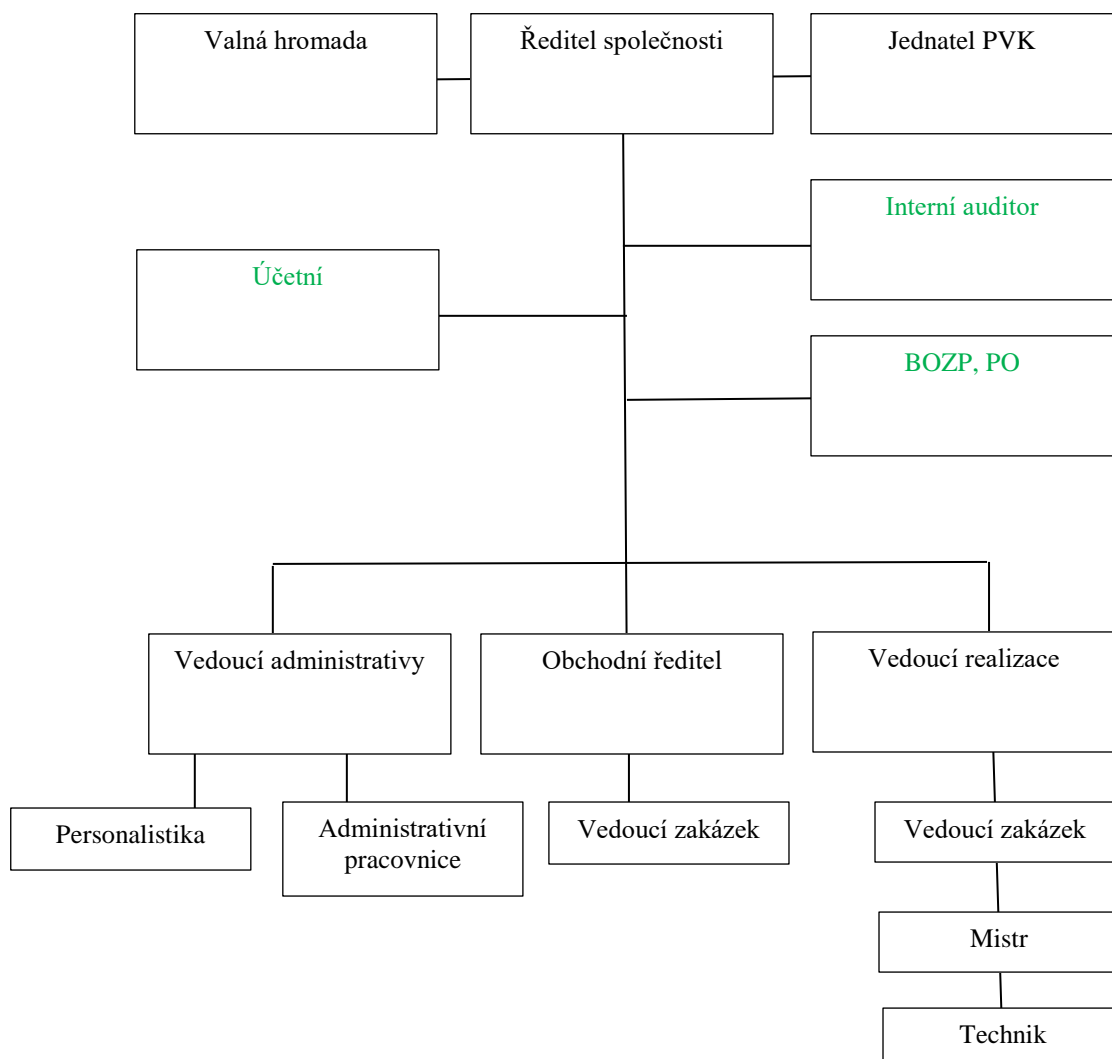 Valná hromada
Ředitel společnosti
Jednatel PVK
Interní auditor
Účetní
BOZP, PO
Vedoucí administrativy
Obchodní ředitel
Vedoucí realizace
Personalistika
Administrativní
pracovnice
Vedoucí zakázek
Vedoucí zakázek
Mistr
Technik